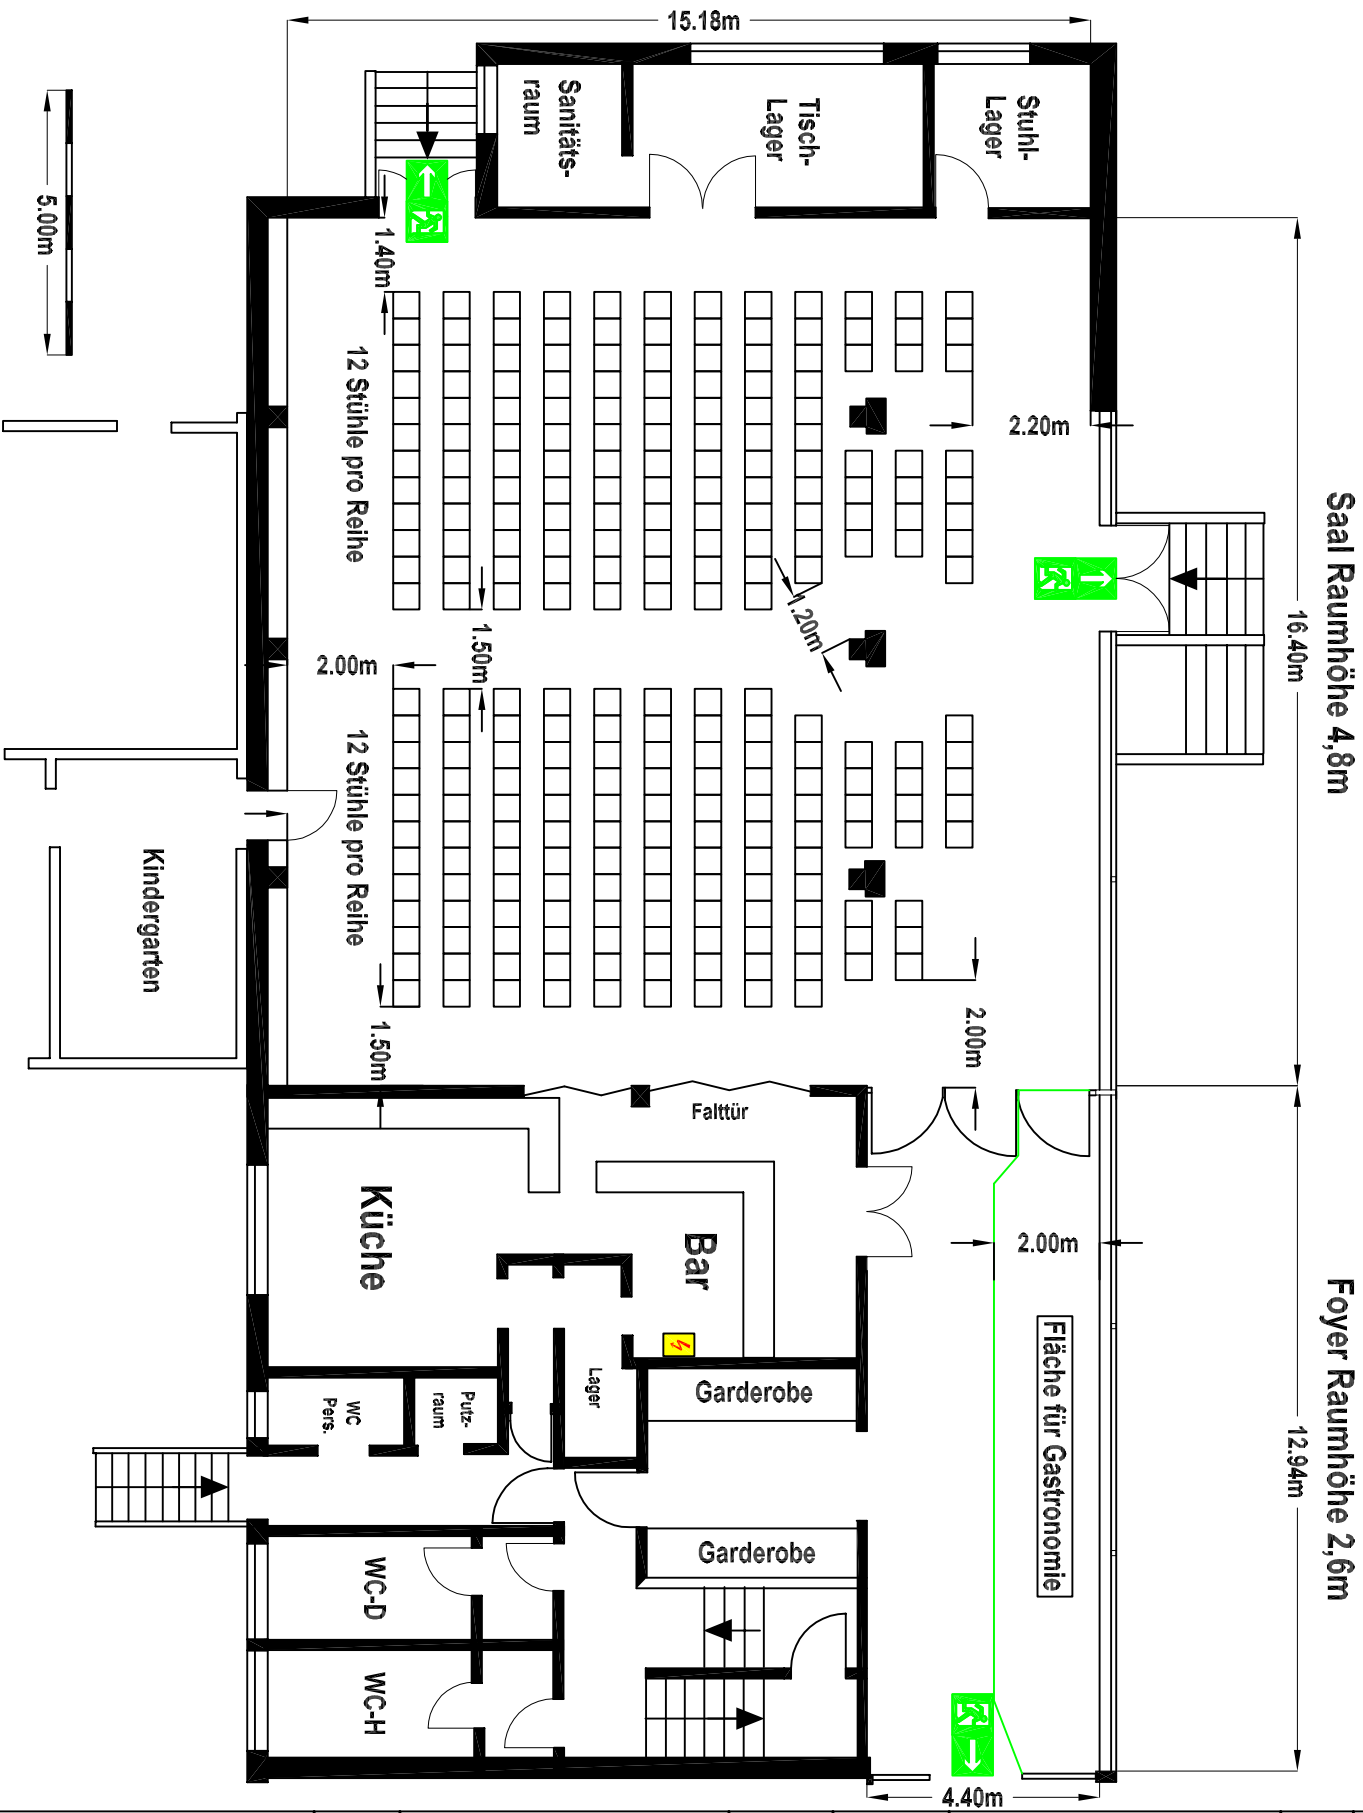 15.18m
Sanitäts-
raum
Tisch-
Lager
Stuhl-
Lager
5.00m
1.40m
12 Stühle pro Reihe
2.20m
Saal Raumhöhe 4,8m
16.40m
1.20m
1.50m
2.00m
12 Stühle pro Reihe
Kindergarten
1.50m
2.00m
Falttür
Küche
Bar
2.00m
Foyer Raumhöhe 2,6m
12.94m
Fläche für Gastronomie
Garderobe
Lager
Putz-
raum
WC
Pers.
Garderobe
WC-D
WC-H
4.40m